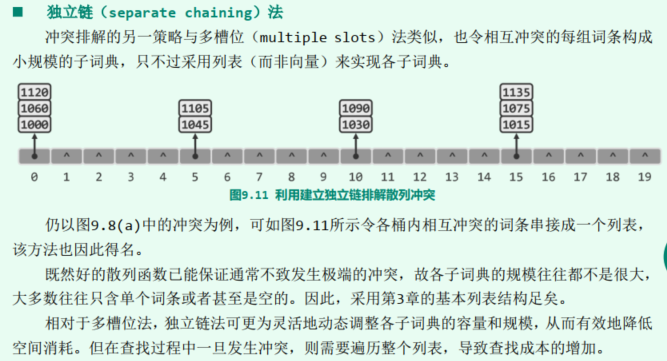 ■ 独立链（separate chaining）法
冲突排解的另一策略与多槽位（multiple slots）法类似，也令相互冲突的每组词条构成
小规模的子词典，只不过采用列表（而非向量）来实现各子词典。
1120 1135
1060 1105 1090 1075
1000 1045 1030 1015
^ ^ ^ ^ ^ ^ ^ ^ ^ ^ ^ ^ ^ ^ ^ ^
0 1 2 3 4 5 6 7 8 9 10 11 12 13 14 15 16 17 18 19
图9.11 利用建立独立链排解散列冲突
仍以图9.8(a)中的冲突为例，可如图9.11所示令各桶内相互冲突的词条串接成一个列表，
该方法也因此得名。
既然好的散列函数已能保证通常不致发生极端的冲突，故各子词典的规模往往都不是很大，
大多数往往只含单个词条或者甚至是空的。因此，采用第3章的基本列表结构足矣。
相对于多槽位法，独立链法可更为灵活地动态调整各子词典的容量和规模，从而有效地降低
空间消耗。但在查找过程中一旦发生冲突，则需要遍历整个列表，导致查找成本的增加。